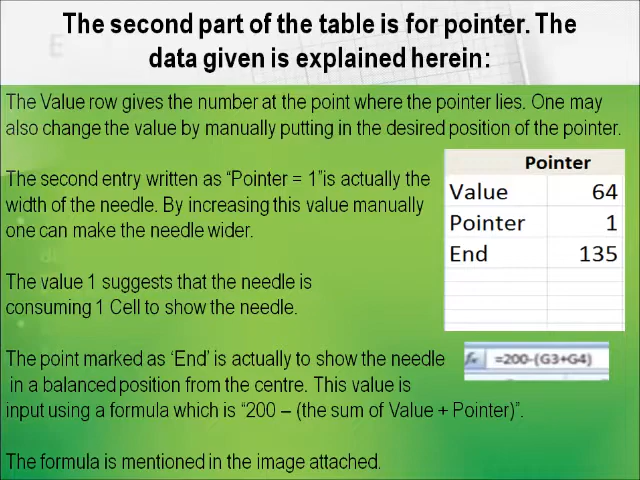 The second part of the table is for pointer. The
data given is explained herein:
The Value row gives the number at the point where the pointer lies. One may
also change the value by manually putting in the desired position of the pointer.
The second entry written as “Pointer = 1”is actually the
width of the needle. By increasing this value manually
one can make the needle wider.
The value 1 suggests that the needle is
consuming 1 Cell to show the needle.
The point marked as ‘End’ is actually to show the needle
in a balanced position from the centre. This value is
input using a formula which is “200 – (the sum of Value + Pointer)”.
The formula is mentioned in the image attached.
Pointer
Value 64
Pointer 1
End 135
fx =200-(G3+G4)